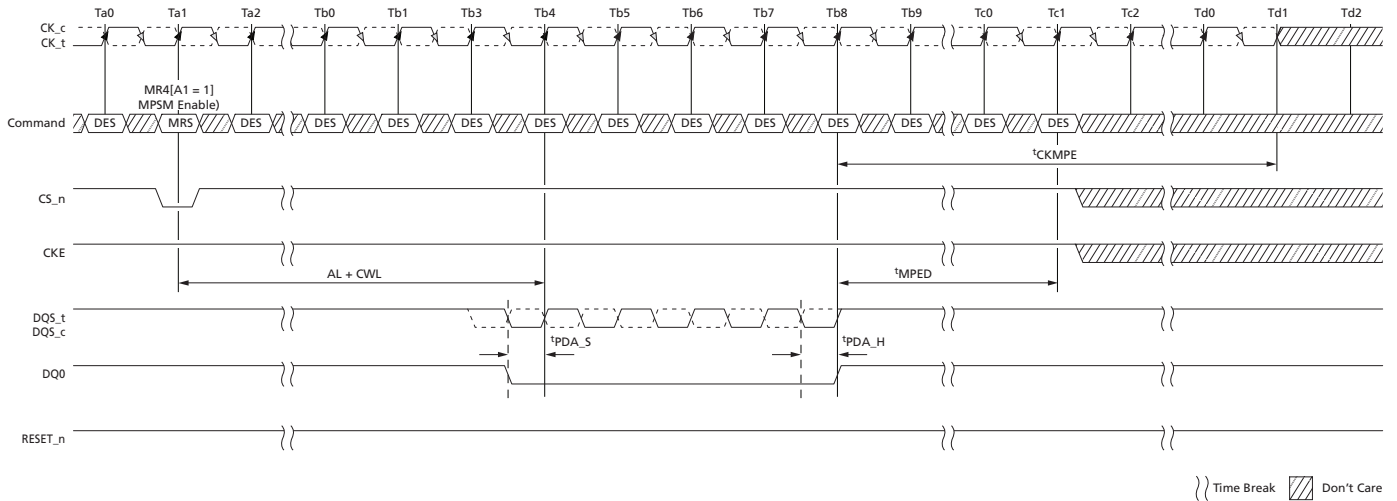 Ta0 Ta1 Ta2 Tb0 Tb1 Tb2 Tb3 Tb4 Tb5 Tb6 Tb7 Tb8 Tb9 Tc0 Tc1 Tc2 Td0 Td1 Td2
CK_c
CK_t
MR4[A1 = 1]
MPSM Enable)
Command DES MRS DES DES DES DES DES DES DES DES DES DES DES DES
tCKMPE
CS_n
CKE
AL + CWL tMPED
DQS_t
DQS_c
tPDA_S tPDA_H
DQ0
RESET_n
Time Break Don't Care